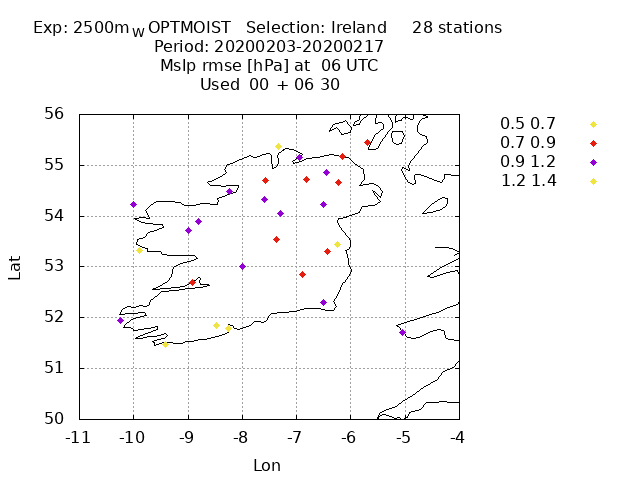 Exp: 2500m_W OPTMOIST Selection: Ireland 28 stations
Period: 20200203-20200217
Mslp rmse [hPa] at 06 UTC
Used 00 + 06 30
0.5 0.7
0.7 0.9
0.9 1.2
1.2 1.4
56
55
54
53
52
51
50
Lat
-11 -10 -9 -8 -7 -6 -5 -4
Lon